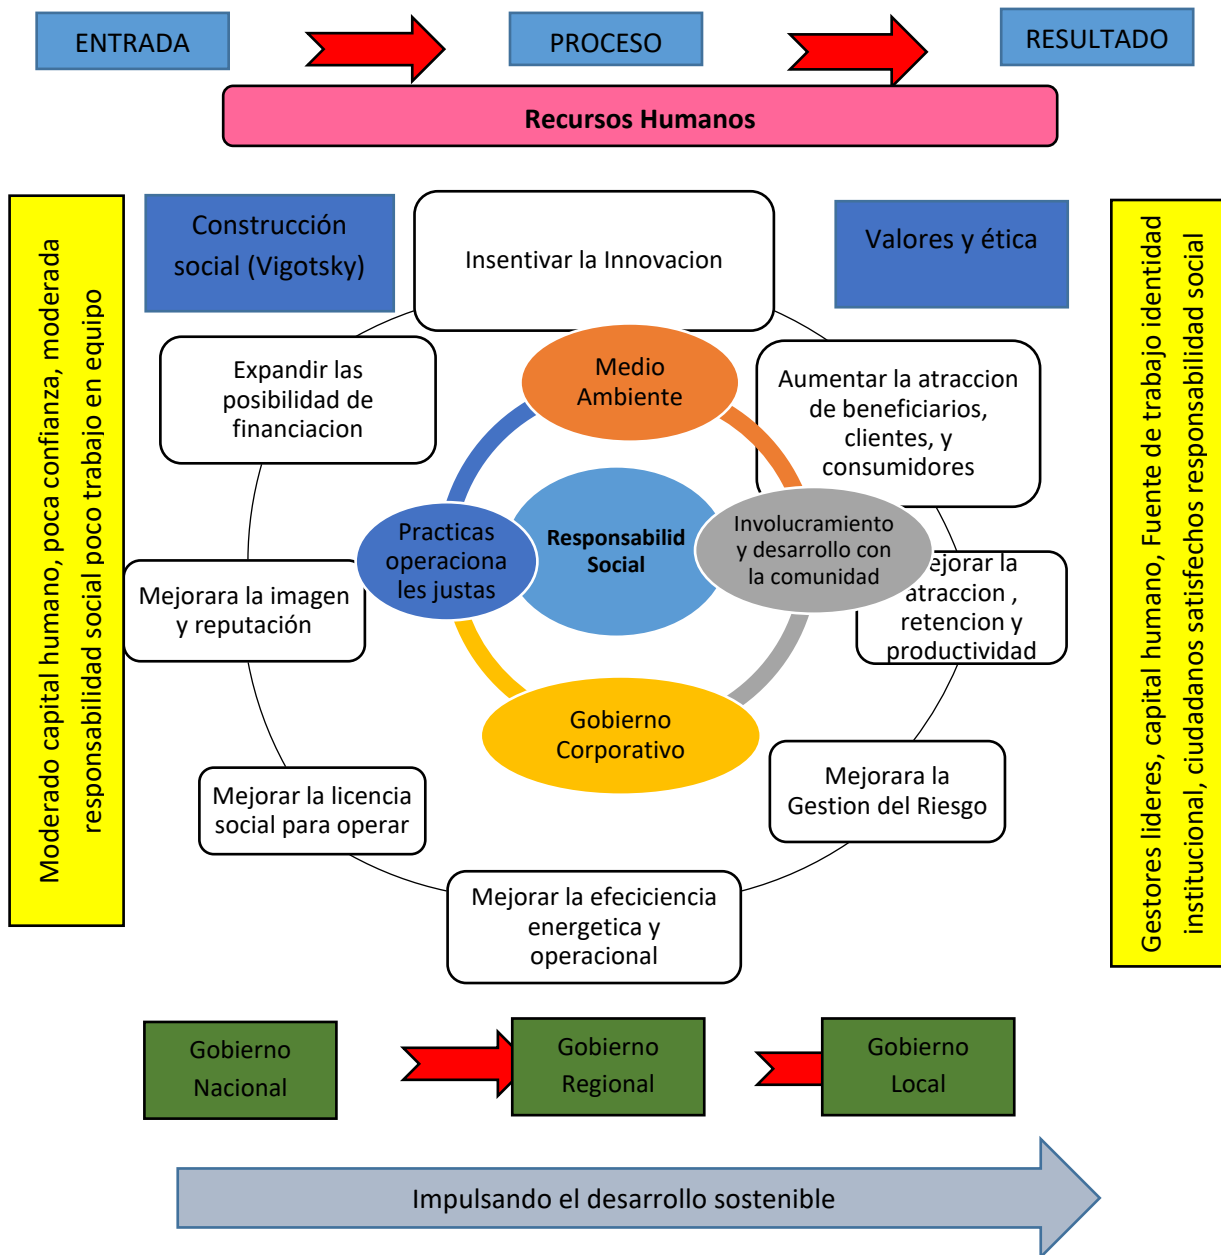 ENTRADA
PROCESO
RESULTADO
Recursos Humanos
Moderado capital humano, poca confianza, moderada
responsabilidad social poco trabajo en equipo
Construcción
social (Vigotsky)
Insentivar la Innovacion
Valores y ética
Gestores lideres, capital humano, Fuente de trabajo identidad
institucional, ciudadanos satisfechos responsabilidad social
Expandir las
posibilidad de
financiacion
Medio
Ambiente
Aumentar la atraccion
de beneficiarios,
clientes, y
consumidores
Practicas
operaciona
les justas
Responsabilid
Social
Involucramiento
y desarrollo con
la comunidad
Mejorara la imagen
y reputación
ejorar la
atraccion ,
retencion y
productividad
Gobierno
Corporativo
Mejorar la licencia
social para operar
Mejorara la
Gestion del Riesgo
Mejorar la efeciciencia
energetica y
operacional
Gobierno
Nacional
Gobierno
Regional
Gobierno
Local
Impulsando el desarrollo sostenible